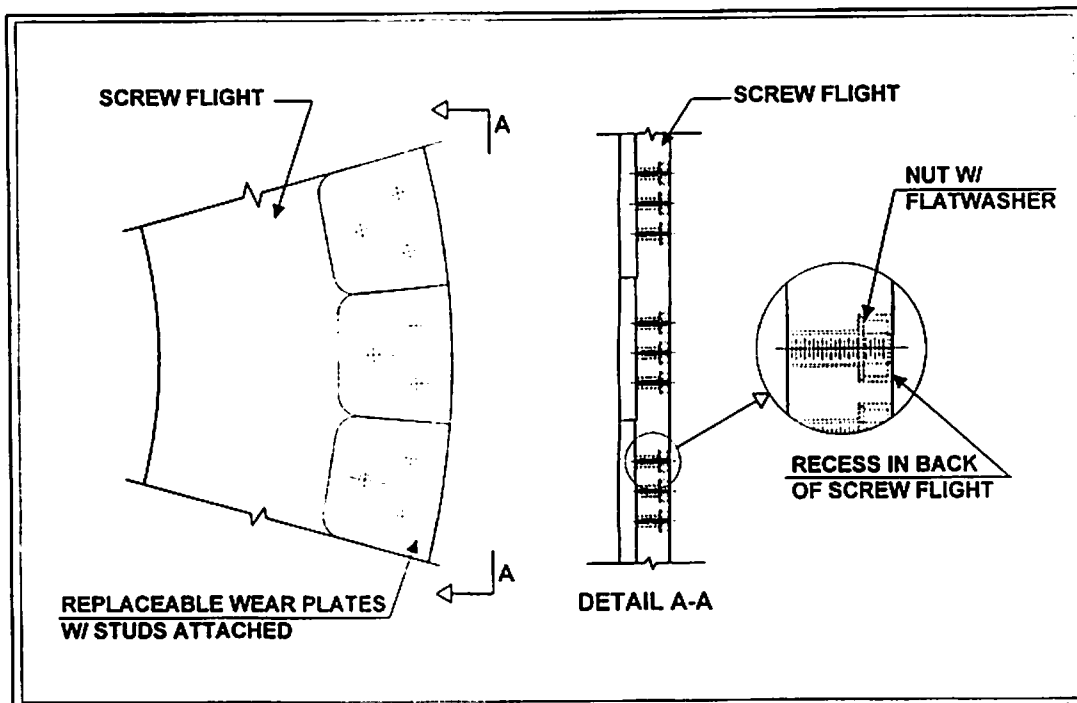 SCREW FLIGHT
A
SCREW FLIGHT
NUT W/
FLATWASHER
RECESS IN BACK
OF SCREW FLIGHT
A
DETAIL A-A
REPLACEABLE WEAR PLATES
W/ STUDS ATTACHED